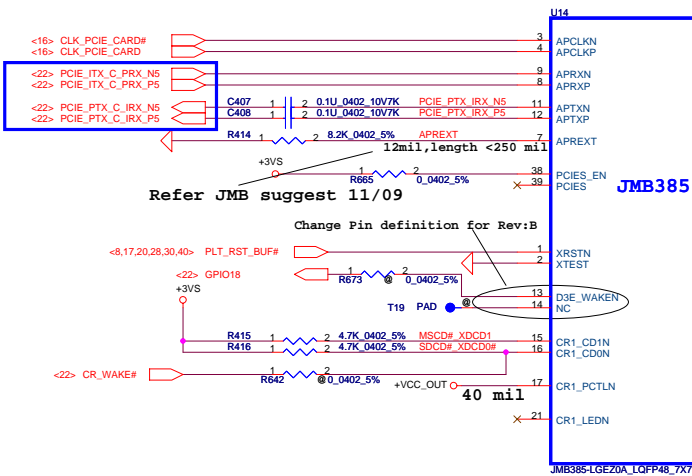 U14
<16> CLK_PCIE_CARD# 3 APCLKN
<16> CLK_PCIE_CARD 4 APCLKP
<22> PCIE_ITX_C_PRX_N5 9 APRXN
<22> PCIE_ITX_C_PRX_P5 8 APRXP
<22> PCIE_PTX_C_IRX_N5 C407 1 2 0.1U_0402_10V7K PCIE_PTX_IRX_N5 11 APTXN
<22> PCIE_PTX_C_IRX_P5 C408 1 2 0.1U_0402_10V7K PCIE_PTX_IRX_P5 12 APTXP
R414 1 2 8.2K_0402_5% APREXT 7 APREXT
12mil,length <250 mil
+3VS
R665 1 2 0_0402_5% 38 PCIES_EN
39 PCIES
JMB385
Refer JMB suggest 11/09
Change Pin definition for Rev:B
<8,17,20,28,30,40> PLT_RST_BUF# 1 XRSTN
2 XTEST
<22> GPIO18 R673 1 @ 2 0_0402_5% 13 D3E_WAKEN
+3VS
T19 PAD @ 14 NC
R415 1 2 4.7K_0402_5% MSCD#_XDCD1 15 CR1_CD1N
R416 1 2 4.7K_0402_5% SDCD#_XDCD0# 16 CR1_CD0N
<22> CR_WAKE# R642 1 2 @ 0_0402_5%
+VCC_OUT 17 CR1_PCTLN
40 mil
21 CR1_LEDN
JMB385-LGEZ0A_LQFP48_7X7